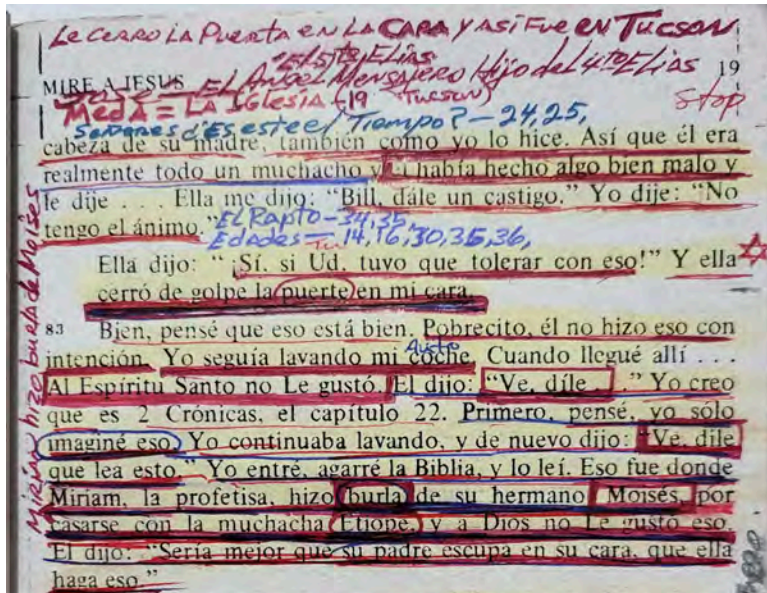 Le Cerro la Puerta en la CARA y Así Fue en Tucson
El 5to Elías
El Angel Mensajero Hijo del 4to Elías
MIRE A JESUS 19
MedA = La Iglesia - 19 Tucson) Stop
Señores ¿Es este el Tiempo? - 24, 25,
cabeza de su madre, también como yo lo hice. Así que él era
realmente todo un muchacho y El había hecho algo bien malo y
le dije . . . Ella me dijo: “Bill, dále un castigo.” Yo dije: “No
tengo el ánimo.”
El Rapto - 34, 35,
Edades - 14, 16, 30, 35, 36,
Ella dijo: “¡Sí, si Ud. tuvo que tolerar con eso!” Y ella
cerró de golpe la puerte en mi cara.
83 Bien, pensé que eso está bien. Pobrecito, él no hizo eso con
intención. Yo seguía lavando mi coche. Cuando llegué allí . . .
Auto
Al Espíritu Santo no Le gustó. El dijo: “Ve, díle .” Yo creo
que es 2 Crónicas, el capítulo 22. Primero, pensé, yo sólo
imaginé eso. Yo continuaba lavando, y de nuevo dijo: “Ve, dile
que lea esto.” Yo entré, agarré la Biblia, y lo leí. Eso fue donde
Miriam, la profetisa, hizo burla de su hermano Moisés, por
casarse con la muchacha Etiope, y a Dios no Le gustó eso.
El dijo: “Sería mejor que su padre escupa en su cara, que ella
haga eso.”
Miriam hizo burla de Moises